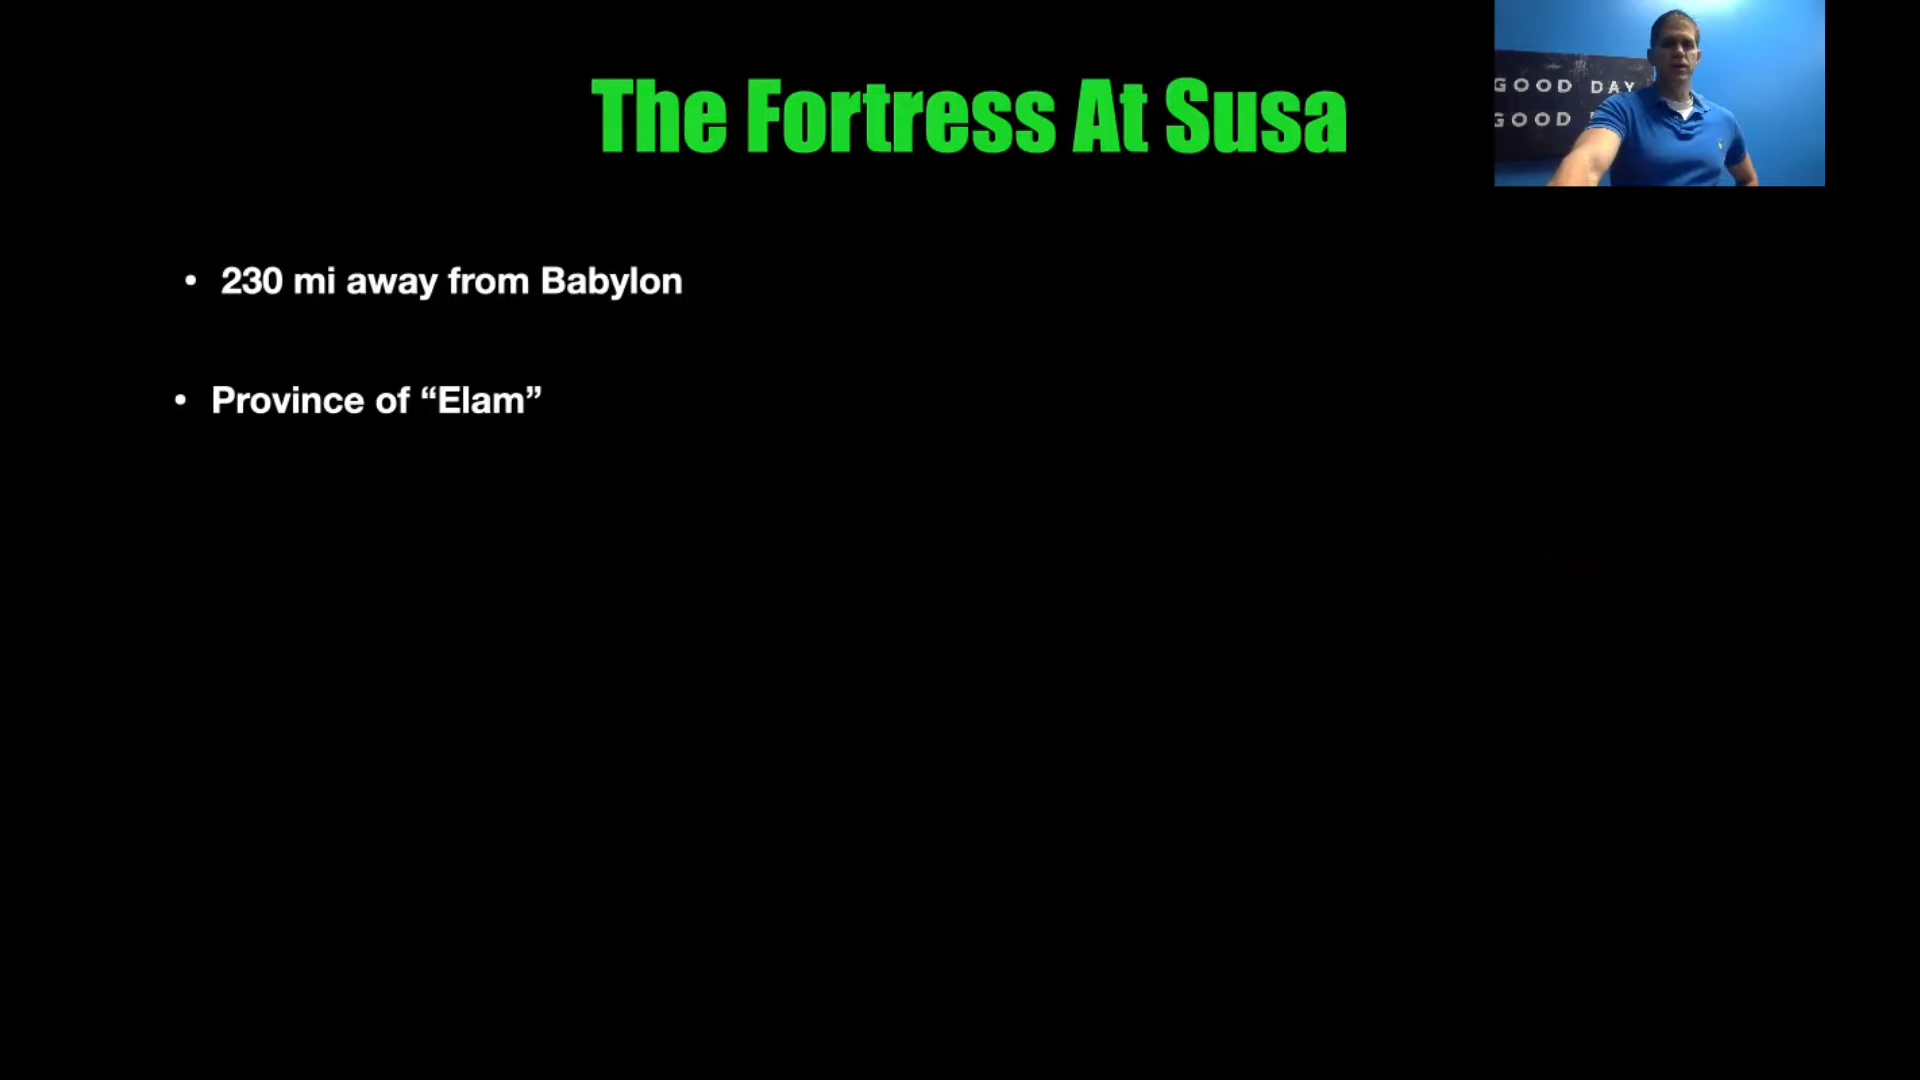 The Fortress At Susa
GOOD DAY
GOOD
• 230 mi away from Babylon
• Province of “Elam”